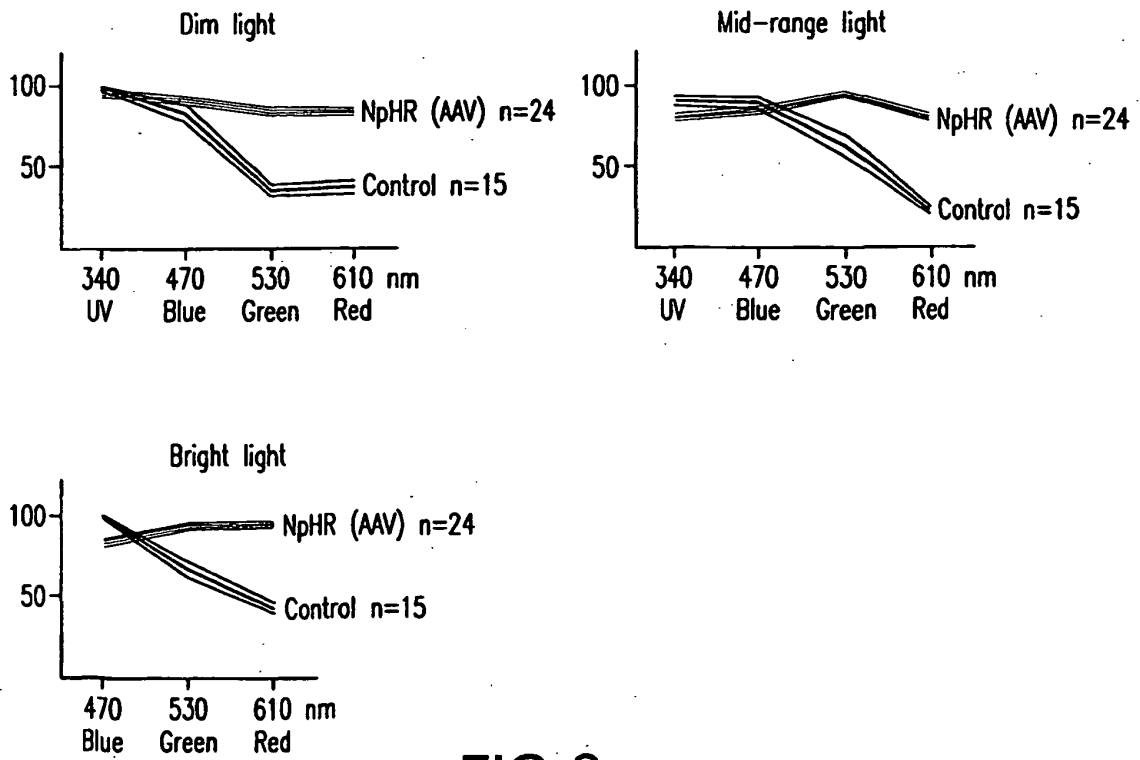 Dim light
100
50
NpHR (AAV) n=24
Control n=15
340 470 530 610 nm
UV Blue Green Red
Mid-range light
100
50
NpHR (AAV) n=24
Control n=15
340 470 530 610 nm
UV Blue Green Red
Bright light
100
50
NpHR (AAV) n=24
Control n=15
470 530 610 nm
Blue Green Red